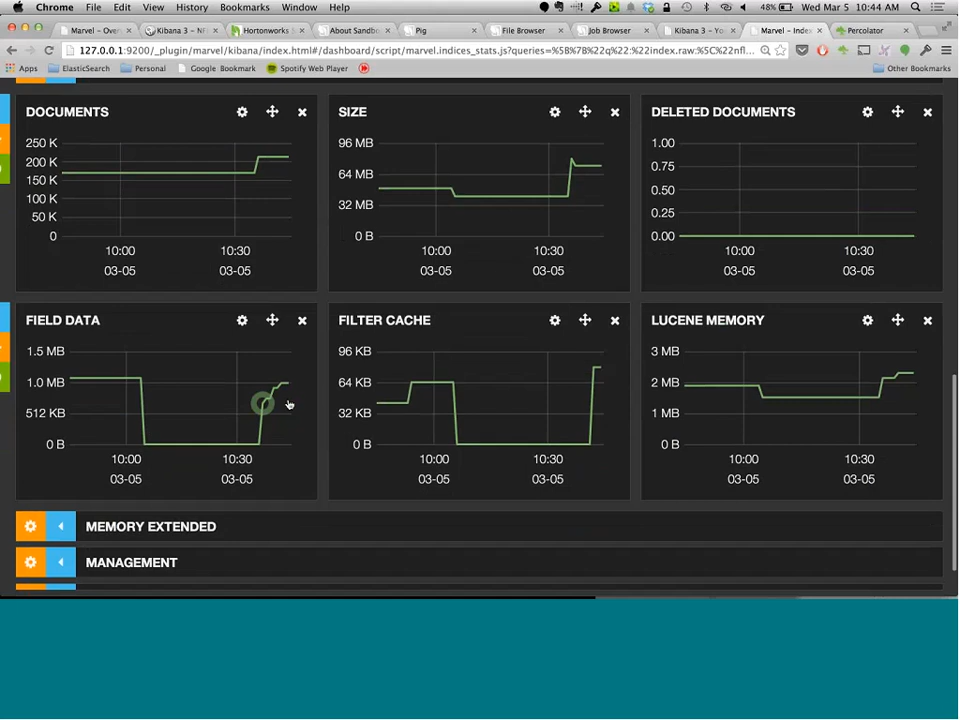 Chrome File Edit View History Bookmarks Window Help 48% Wed Mar 5 10:44 AM
Marvel – Over Kibana 3 – NF Hortonworks About Sandbo Pig File Browser Job Browser Kibana 3 – Yo Marvel – Index Percolator
127.0.0.1:9200/_plugin/marvel/kibana/index.html#/dashboard/script/marvel.indices_stats.js?queries=%5B%7B%22q%22:%22index.raw:%5C%22nfl...
Apps ElasticSearch Personal Google Bookmark Spotify Web Player Other Bookmarks
DOCUMENTS
250 K
200 K
150 K
100 K
50 K
0
10:00 10:30
03-05 03-05
SIZE
96 MB
64 MB
32 MB
0 B
10:00 10:30
03-05 03-05
DELETED DOCUMENTS
1.00
0.75
0.50
0.25
0.00
10:00 10:30
03-05 03-05
FIELD DATA
1.5 MB
1.0 MB
512 KB
0 B
10:00 10:30
03-05 03-05
FILTER CACHE
96 KB
64 KB
32 KB
0 B
10:00 10:30
03-05 03-05
LUCENE MEMORY
3 MB
2 MB
1 MB
0 B
10:00 10:30
03-05 03-05
MEMORY EXTENDED
MANAGEMENT